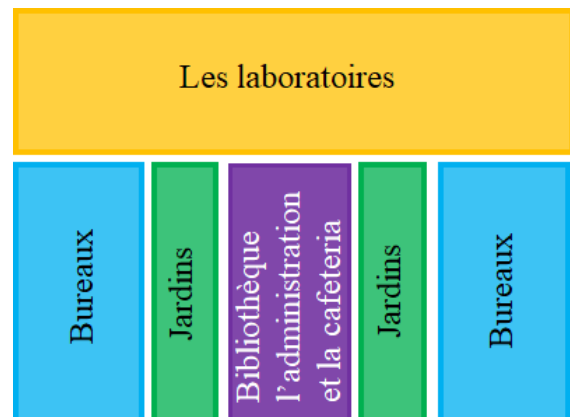 Les laboratoires
Bureaux
Jardins
Bibliothèque
l’administration
et la cafeteria
Jardins
Bureaux